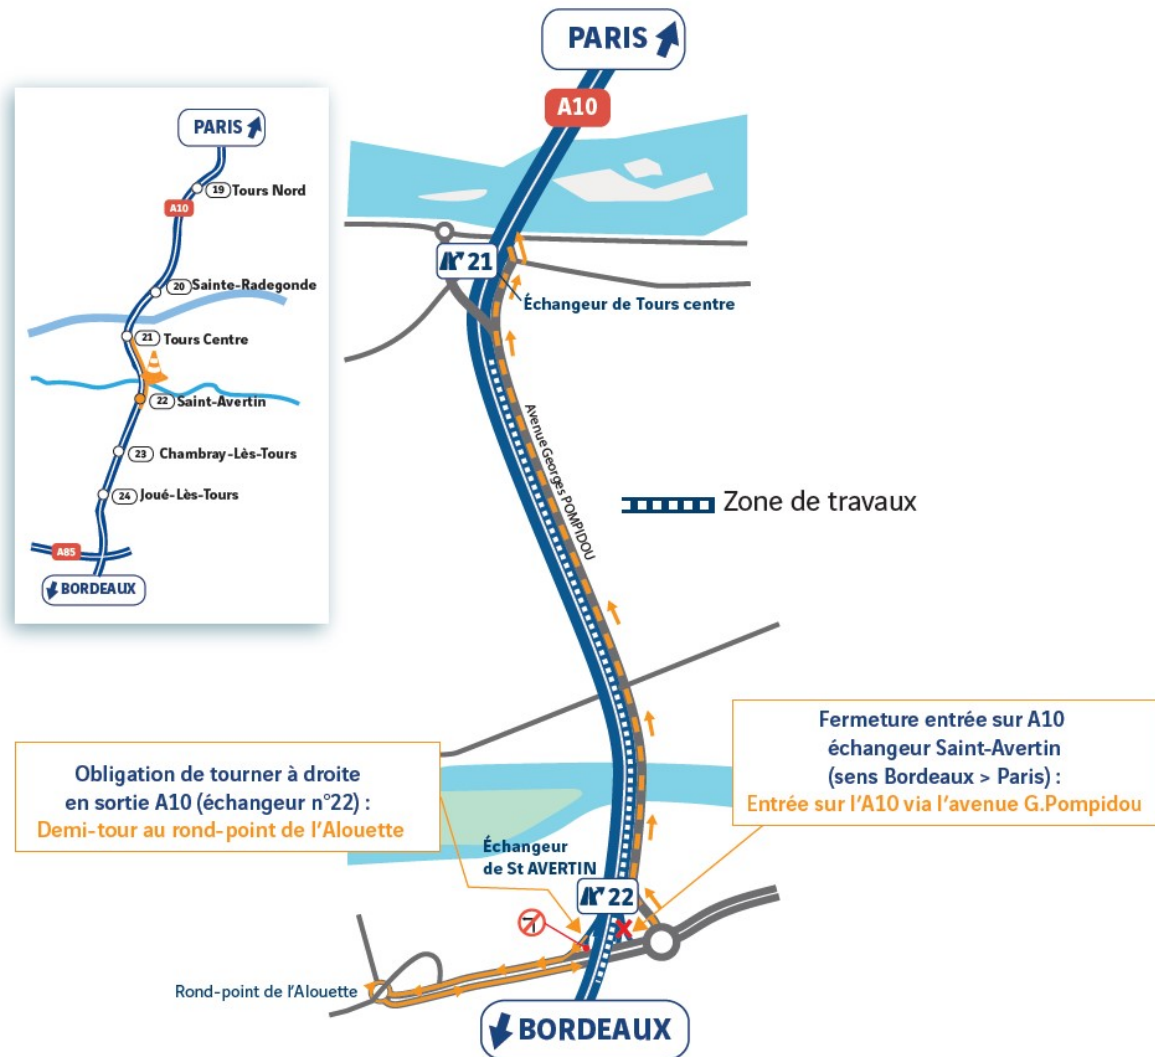 PARIS
A10
PARIS
19 Tours Nord
A10
20 Sainte-Radegonde
21 Tours Centre
22 Saint-Avertin
23 Chambray-Lès-Tours
24 Joué-Lès-Tours
A85
BORDEAUX
21
Échangeur de Tours centre
Avenue Georges POMPIDOU
Zone de travaux
Fermeture entrée sur A10
échangeur Saint-Avertin
(sens Bordeaux > Paris) :
Entrée sur l'A10 via l'avenue G.Pompidou
Obligation de tourner à droite
en sortie A10 (échangeur n°22) :
Demi-tour au rond-point de l'Alouette
Échangeur
de St AVERTIN
22
Rond-point de l'Alouette
BORDEAUX